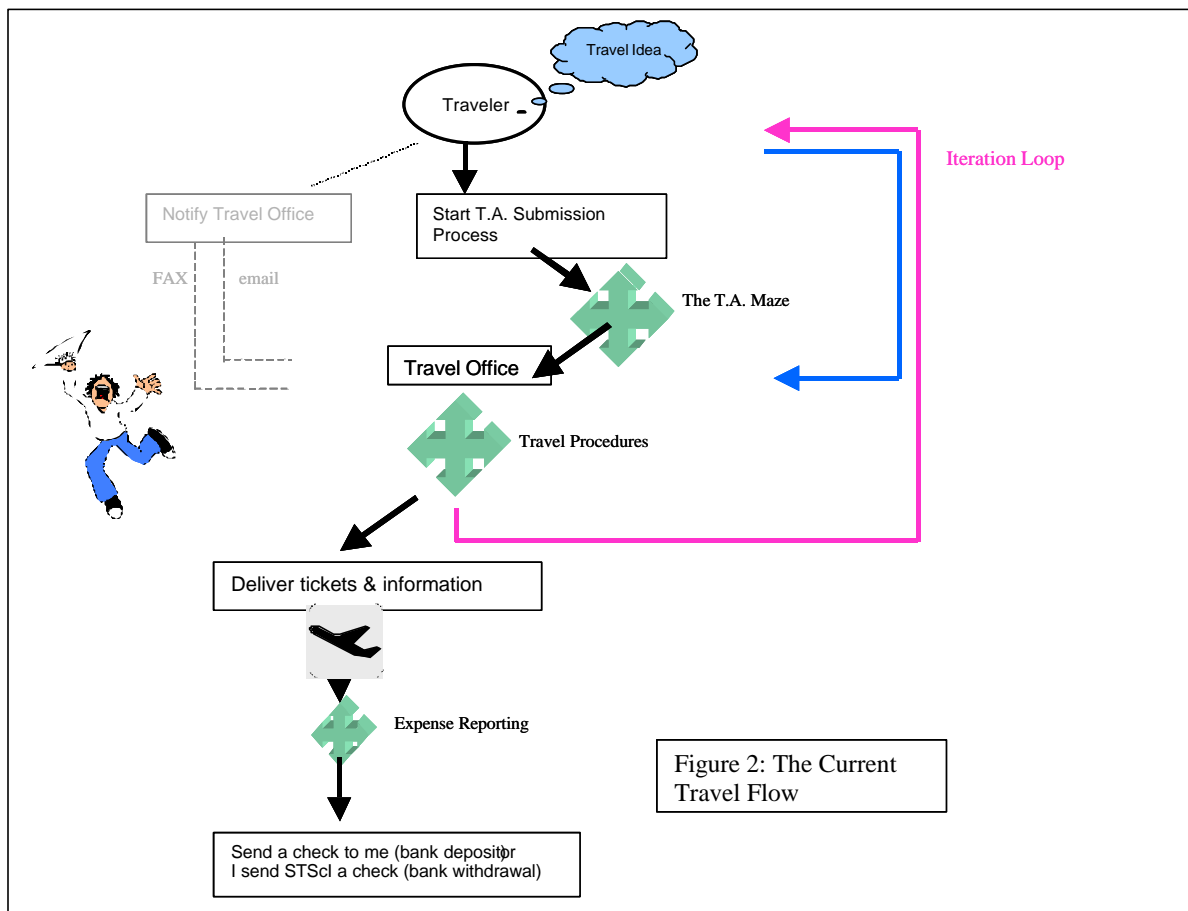 Travel Idea
Traveler
Iteration Loop
Notify Travel Office
Start T.A. Submission
Process
FAX
email
The T.A. Maze
Travel Office
Travel Procedures
Deliver tickets & information
Expense Reporting
Figure 2: The Current
Travel Flow
Send a check to me (bank deposit)or
I send STScI a check (bank withdrawal)